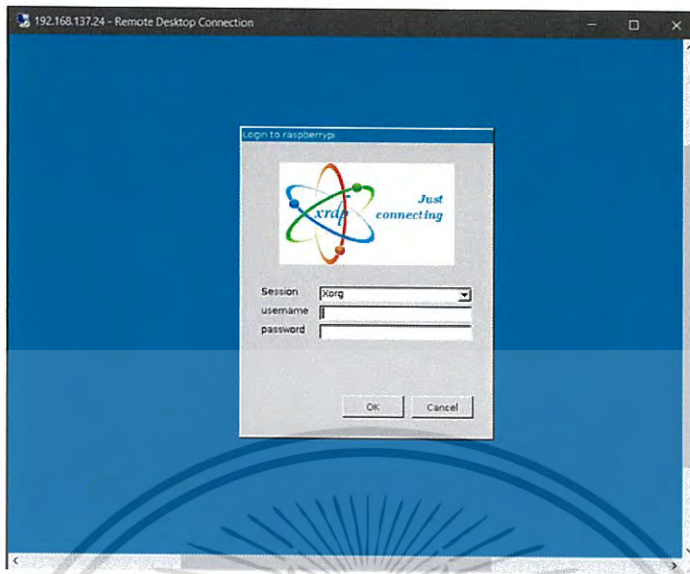 192.168.137.24 - Remote Desktop Connection
Login to raspberrypi
Just
xrdp connecting
Session Xorg
username
password
OK Cancel